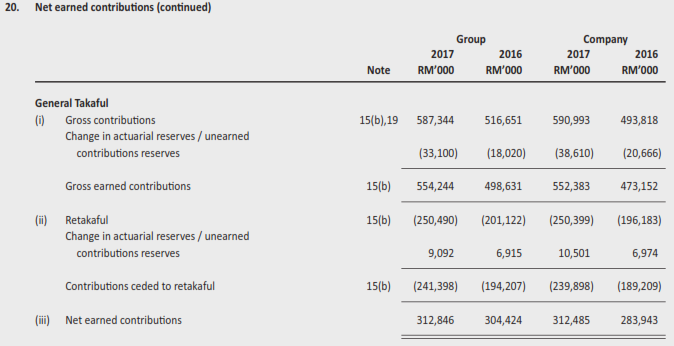 20. Net earned contributions (continued)
Group Company
2017 2016 2017 2016
Note RM'000 RM'000 RM'000 RM'000
General Takaful
(i) Gross contributions 15(b),19 587,344 516,651 590,993 493,818
Change in actuarial reserves / unearned
contributions reserves (33,100) (18,020) (38,610) (20,666)
Gross earned contributions 15(b) 554,244 498,631 552,383 473,152
(ii) Retakaful 15(b) (250,490) (201,122) (250,399) (196,183)
Change in actuarial reserves / unearned
contributions reserves 9,092 6,915 10,501 6,974
Contributions ceded to retakaful 15(b) (241,398) (194,207) (239,898) (189,209)
(iii) Net earned contributions 312,846 304,424 312,485 283,943